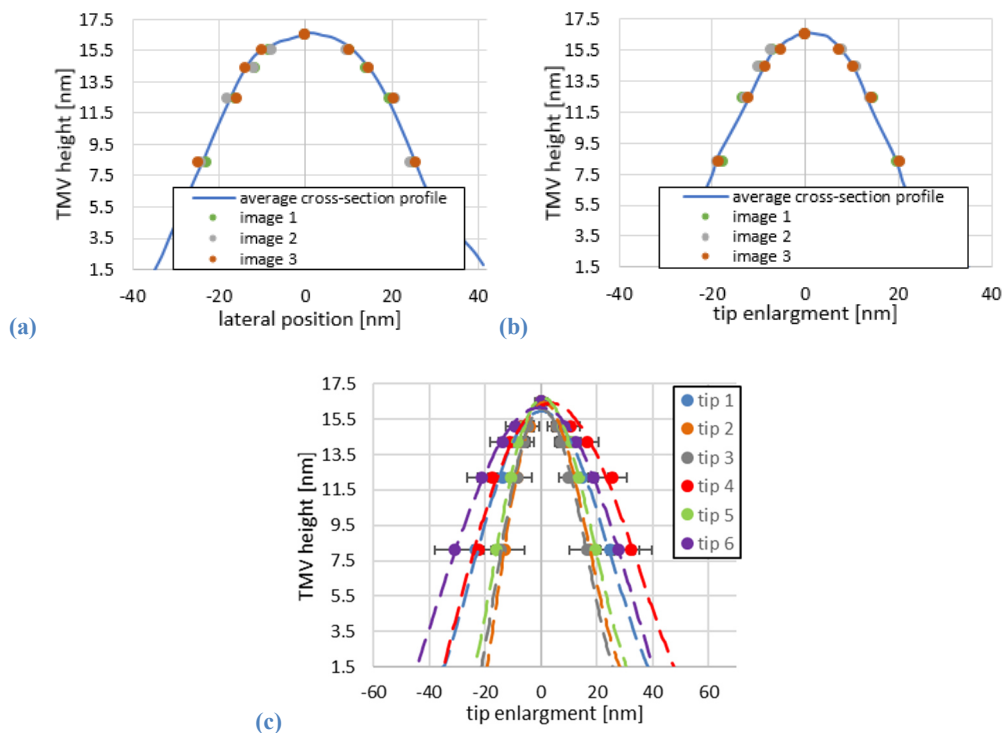 17.5
15.5
13.5
11.5
9.5
7.5
5.5
3.5
1.5
TMV height [nm]
average cross-section profile
image 1
image 2
image 3
-40 -20 0 20 40
lateral position [nm]
(a)
17.5
15.5
13.5
11.5
9.5
7.5
5.5
3.5
1.5
TMV height [nm]
average cross-section profile
image 1
image 2
image 3
-40 -20 0 20 40
tip enlargment [nm]
(b)
17.5
15.5
13.5
11.5
9.5
7.5
5.5
3.5
1.5
TMV height [nm]
tip 1
tip 2
tip 3
tip 4
tip 5
tip 6
-60 -40 -20 0 20 40 60
tip enlargment [nm]
(c)